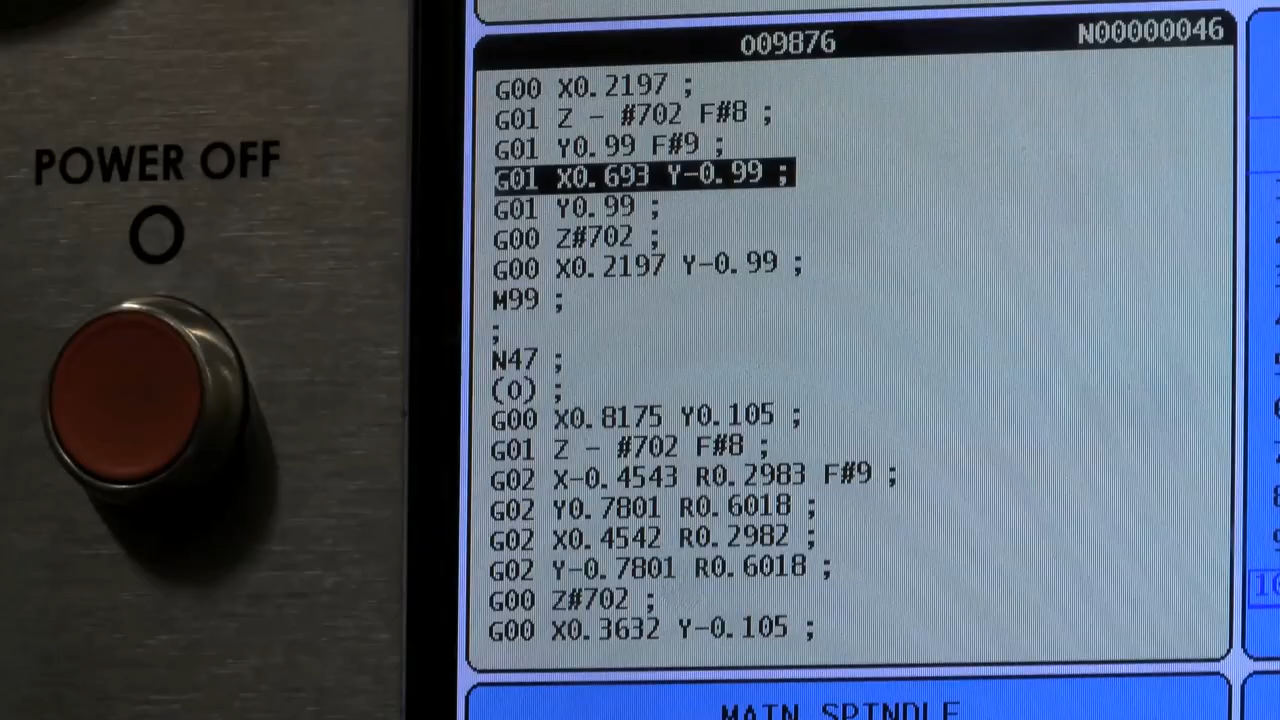 POWER OFF
O09876
N00000046
G00 X0.2197 ;
G01 Z - #702 F#8 ;
G01 Y0.99 F#9 ;
G01 X0.693 Y-0.99 ;
G01 Y0.99 ;
G00 Z#702 ;
G00 X0.2197 Y-0.99 ;
M99 ;
;
N47 ;
(O) ;
G00 X0.8175 Y0.105 ;
G01 Z - #702 F#8 ;
G02 X-0.4543 R0.2983 F#9 ;
G02 Y0.7801 R0.6018 ;
G02 X0.4542 R0.2982 ;
G02 Y-0.7801 R0.6018 ;
G00 Z#702 ;
G00 X0.3632 Y-0.105 ;
MAIN SPINDLE